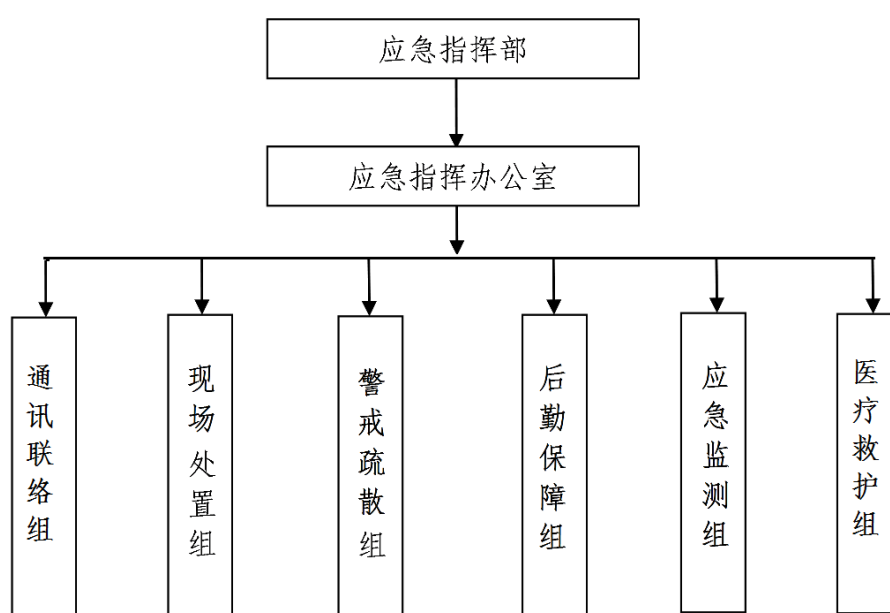 应急指挥部
应急指挥办公室
通讯联络组
现场处置组
警戒疏散组
后勤保障组
应急监测组
医疗救护组